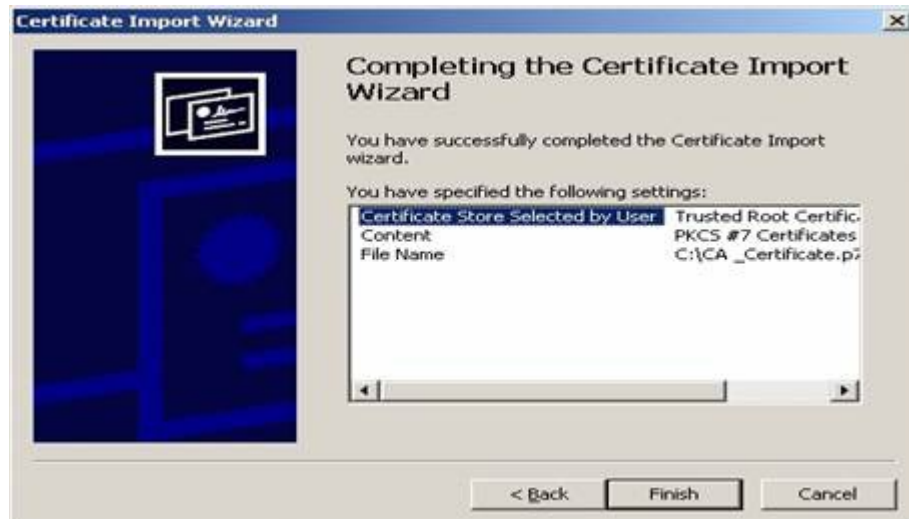 Certificate Import Wizard
Completing the Certificate Import
Wizard
You have successfully completed the Certificate Import
wizard.
You have specified the following settings:
Certificate Store Selected by User Trusted Root Certific
Content PKCS #7 Certificates
File Name C:\CA _Certificate.p7
< Back Finish Cancel